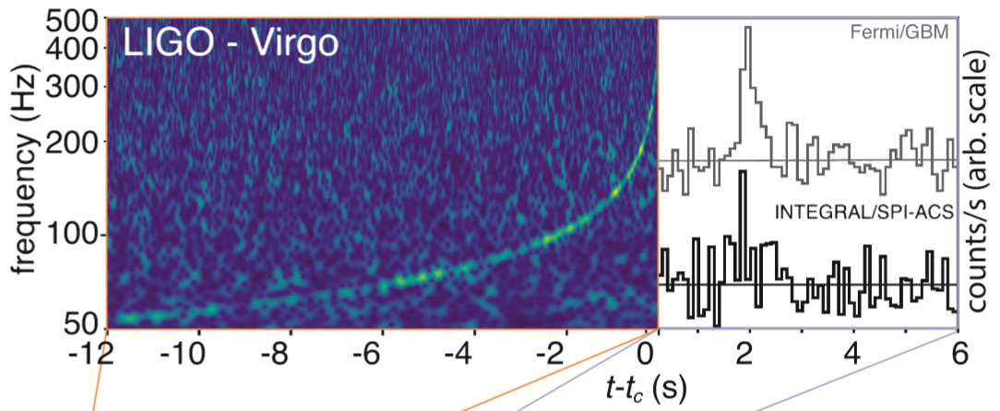 LIGO - Virgo
frequency (Hz)
500
400
300
200
100
50
Fermi/GBM
INTEGRAL/SPI-ACS
counts/s (arb. scale)
-12 -10 -8 -6 -4 -2 0 2 4 6
t-tc (s)